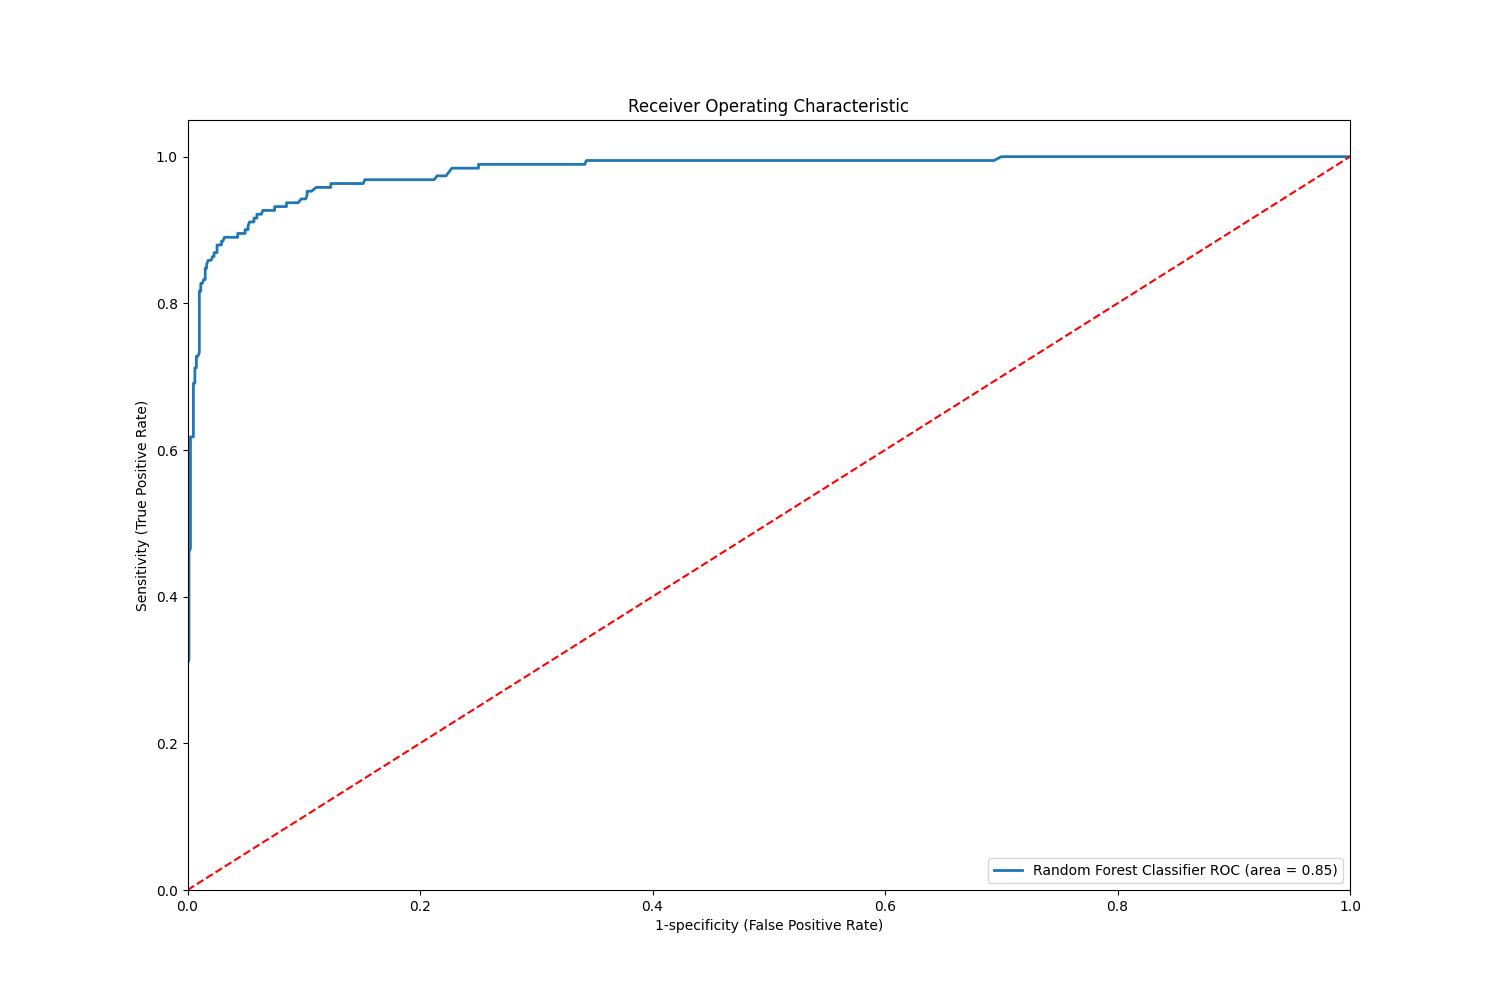 Receiver Operating Characteristic
1.0
0.8
0.6
0.4
0.2
0.0
Sensitivity (True Positive Rate)
Random Forest Classifier ROC (area = 0.85)
0.0 0.2 0.4 0.6 0.8 1.0
1-specificity (False Positive Rate)